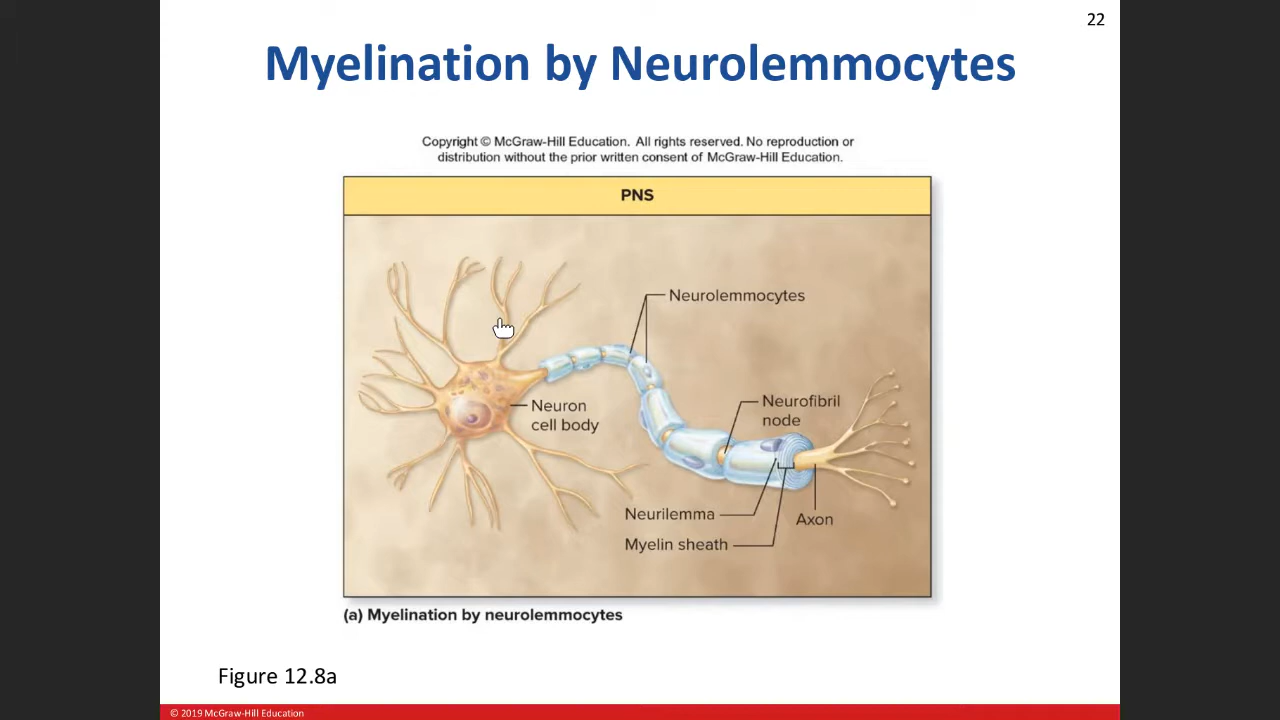 22
Myelination by Neurolemmocytes
Copyright © McGraw-Hill Education. All rights reserved. No reproduction or
distribution without the prior written consent of McGraw-Hill Education.
PNS
Neurolemmocytes
Neuron
cell body
Neurofibril
node
Neurilemma
Axon
Myelin sheath
(a) Myelination by neurolemmocytes
Figure 12.8a
© 2019 McGraw-Hill Education